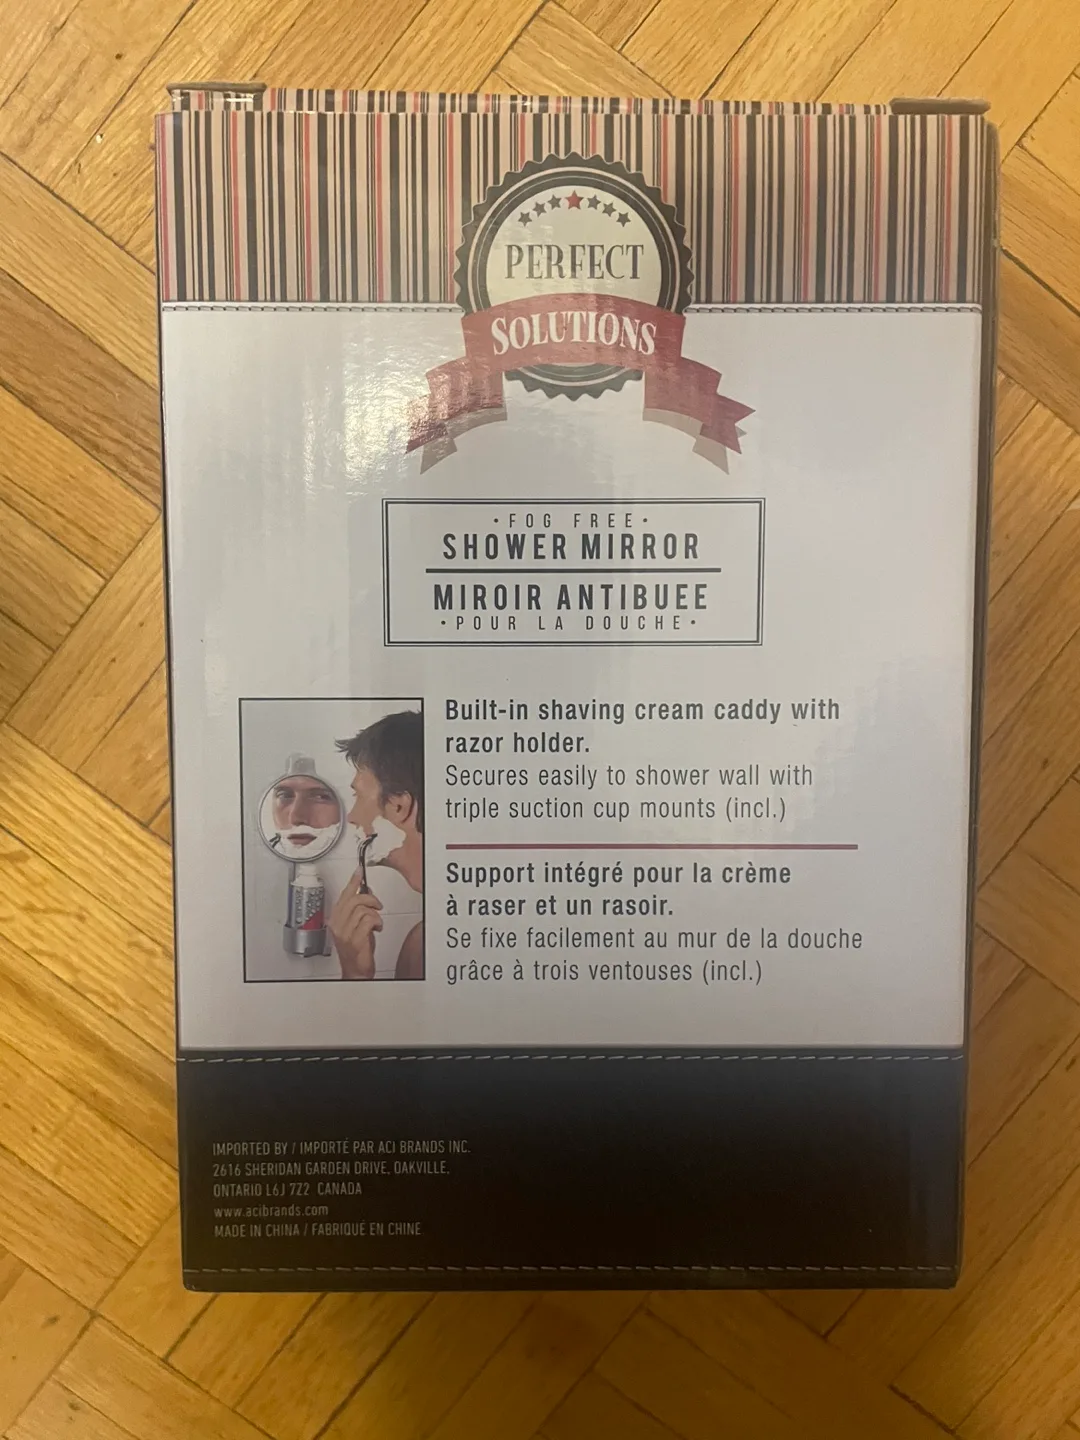 PERFECT
SOLUTIONS
•FOG FREE•
SHOWER MIRROR
MIROIR ANTIBUEE
•POUR LA DOUCHE•
Built-in shaving cream caddy with
razor holder.
Secures easily to shower wall with
triple suction cup mounts (incl.)
Support intégré pour la crème
à raser et un rasoir.
Se fixe facilement au mur de la douche
grâce à trois ventouses (incl.)
IMPORTED BY / IMPORTÉ PAR ACI BRANDS INC.
2616 SHERIDAN GARDEN DRIVE, OAKVILLE,
ONTARIO L6J 7Z2 CANADA
www.acibrands.com
MADE IN CHINA / FABRIQUÉ EN CHINE